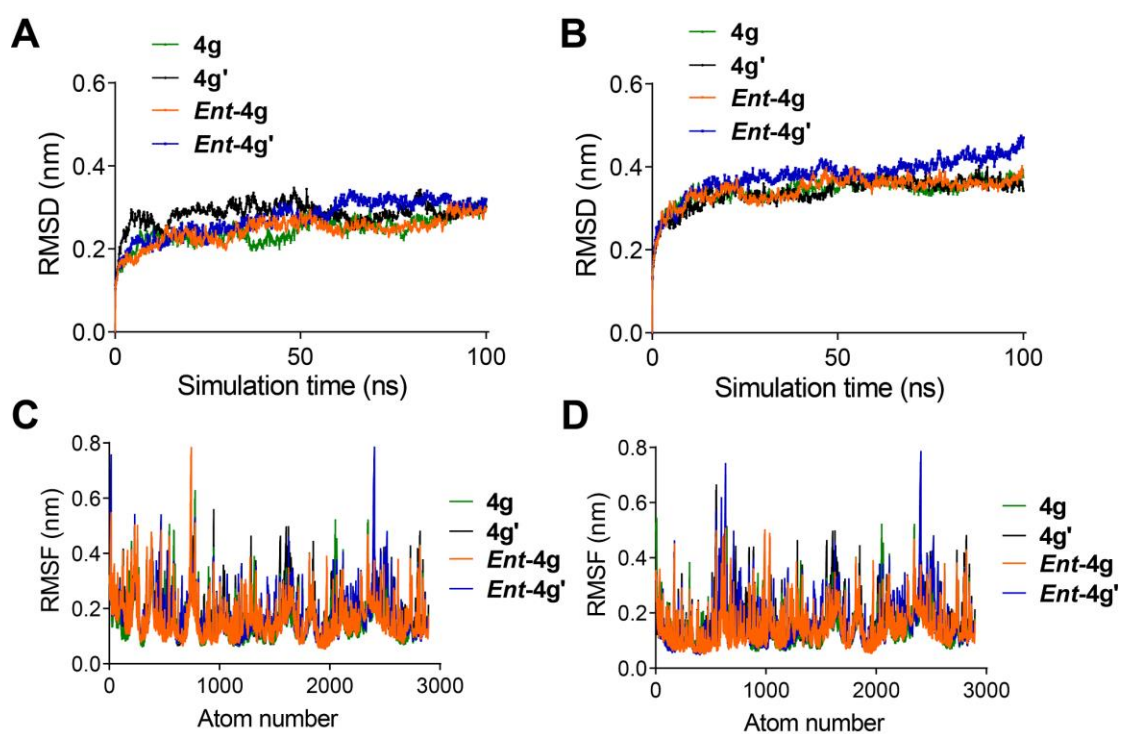 A
4g
4g'
Ent-4g
Ent-4g'
RMSD (nm)
0.6
0.4
0.2
0.0
0
50
100
Simulation time (ns)
B
4g
4g'
Ent-4g
Ent-4g'
RMSD (nm)
0.6
0.4
0.2
0.0
0
50
100
Simulation time (ns)
C
RMSF (nm)
0.8
0.6
0.4
0.2
0.0
0
1000
2000
3000
Atom number
4g
4g'
Ent-4g
Ent-4g'
D
RMSF (nm)
0.8
0.6
0.4
0.2
0.0
0
1000
2000
3000
Atom number
4g
4g'
Ent-4g
Ent-4g'